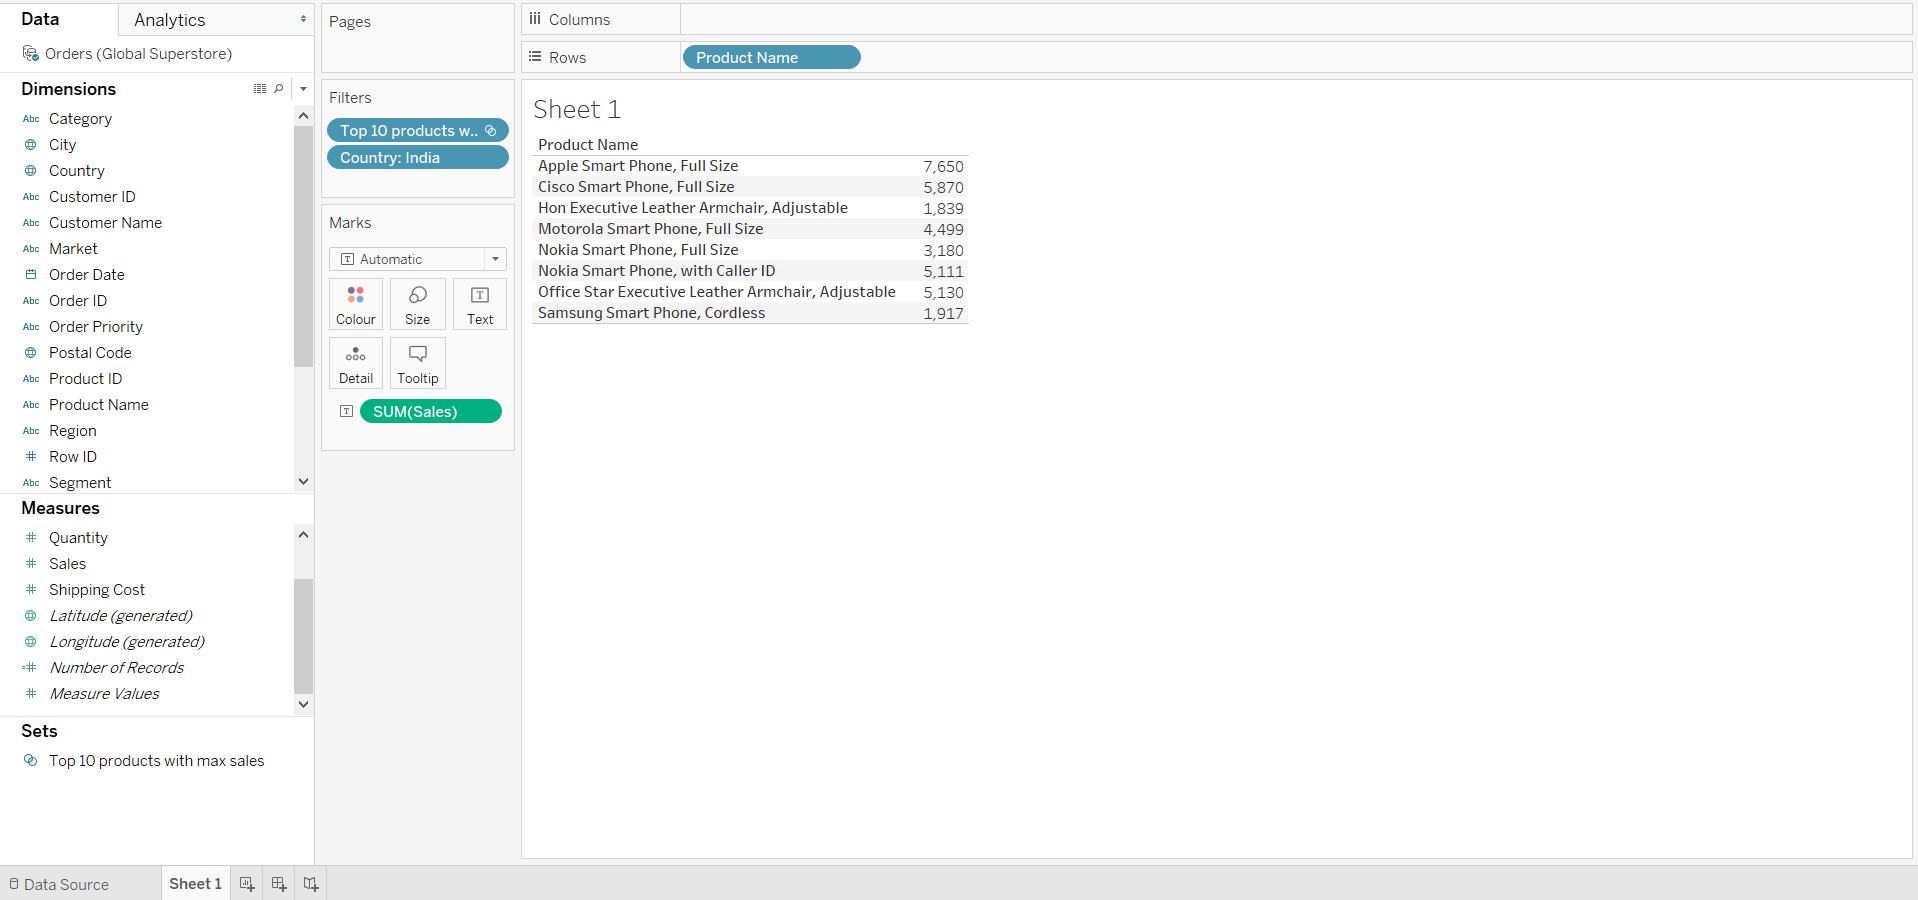 Data
Analytics
Orders (Global Superstore)
Dimensions
Abc Category
City
Country
Abc Customer ID
Abc Customer Name
Abc Market
Order Date
Abc Order ID
Abc Order Priority
Postal Code
Abc Product ID
Abc Product Name
Abc Region
# Row ID
Abc Segment
Measures
# Quantity
# Sales
# Shipping Cost
Latitude (generated)
Longitude (generated)
=# Number of Records
# Measure Values
Sets
Top 10 products with max sales
Pages
Filters
Top 10 products w..
Country: India
Marks
T Automatic
Colour
Size
T Text
Detail
Tooltip
T SUM(Sales)
Columns
Rows
Product Name
Sheet 1
Product Name
Apple Smart Phone, Full Size 7,650
Cisco Smart Phone, Full Size 5,870
Hon Executive Leather Armchair, Adjustable 1,839
Motorola Smart Phone, Full Size 4,499
Nokia Smart Phone, Full Size 3,180
Nokia Smart Phone, with Caller ID 5,111
Office Star Executive Leather Armchair, Adjustable 5,130
Samsung Smart Phone, Cordless 1,917
Data Source
Sheet 1